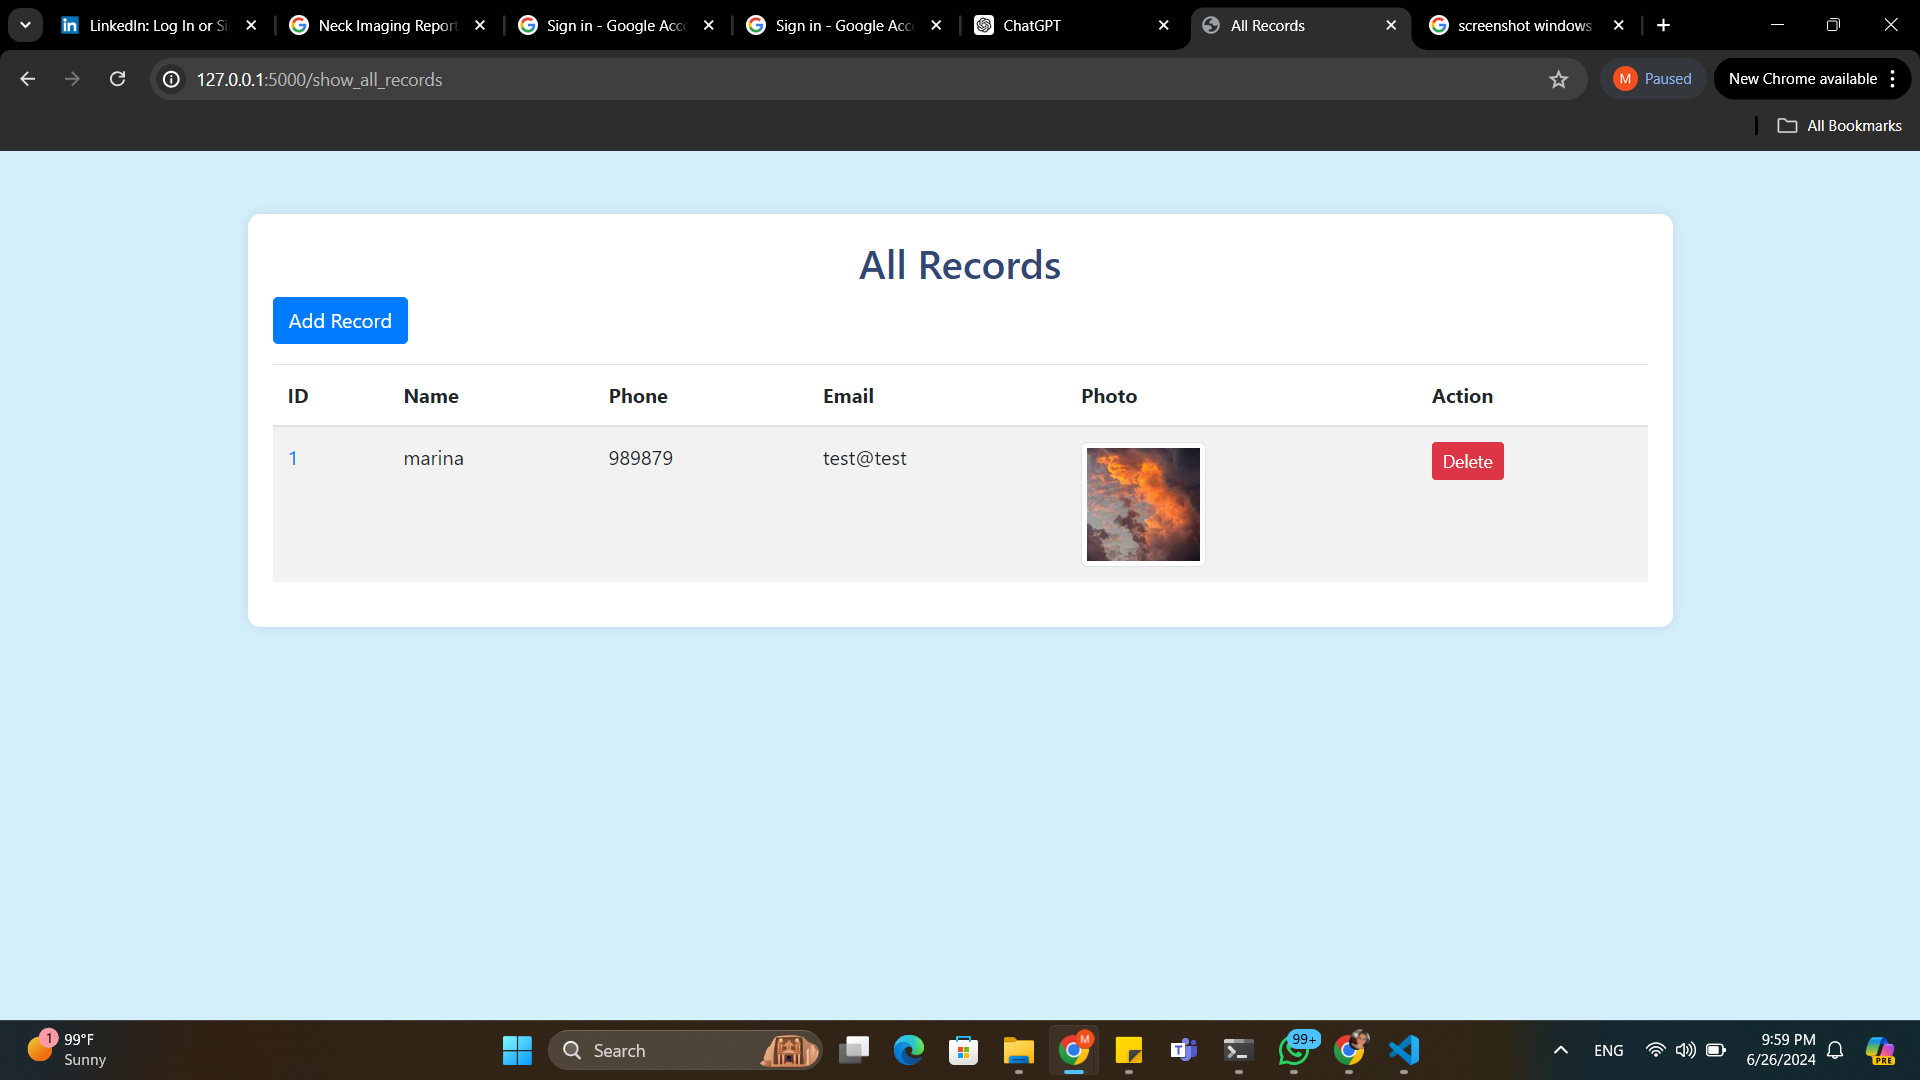 LinkedIn: Log In or Si
Neck Imaging Report
Sign in - Google Acco
Sign in - Google Acco
ChatGPT
All Records
screenshot windows
127.0.0.1:5000/show_all_records
M
Paused
New Chrome available
All Bookmarks
All Records
Add Record
ID Name Phone Email Photo Action
1 marina 989879 test@test Delete
1
99°F
Sunny
Search
M
99+
ENG
9:59 PM
6/26/2024
PRE